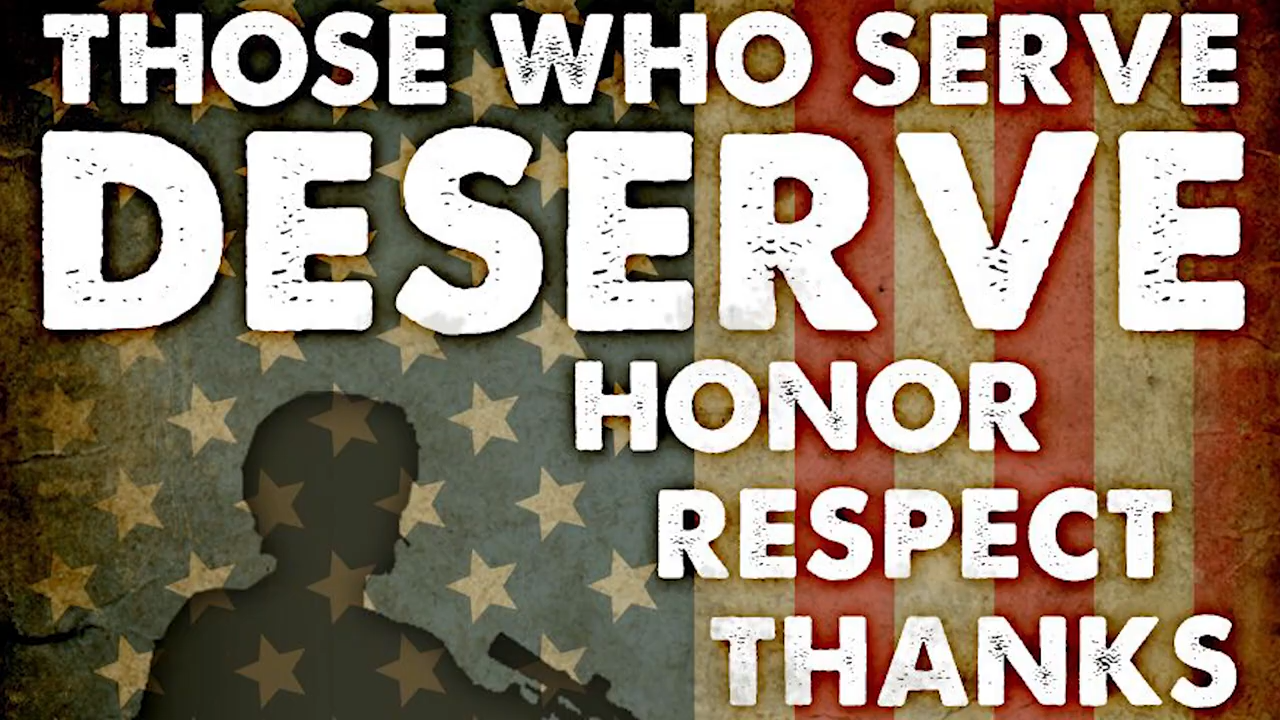 THOSE WHO SERVE
DESERVE
HONOR
RESPECT
THANKS